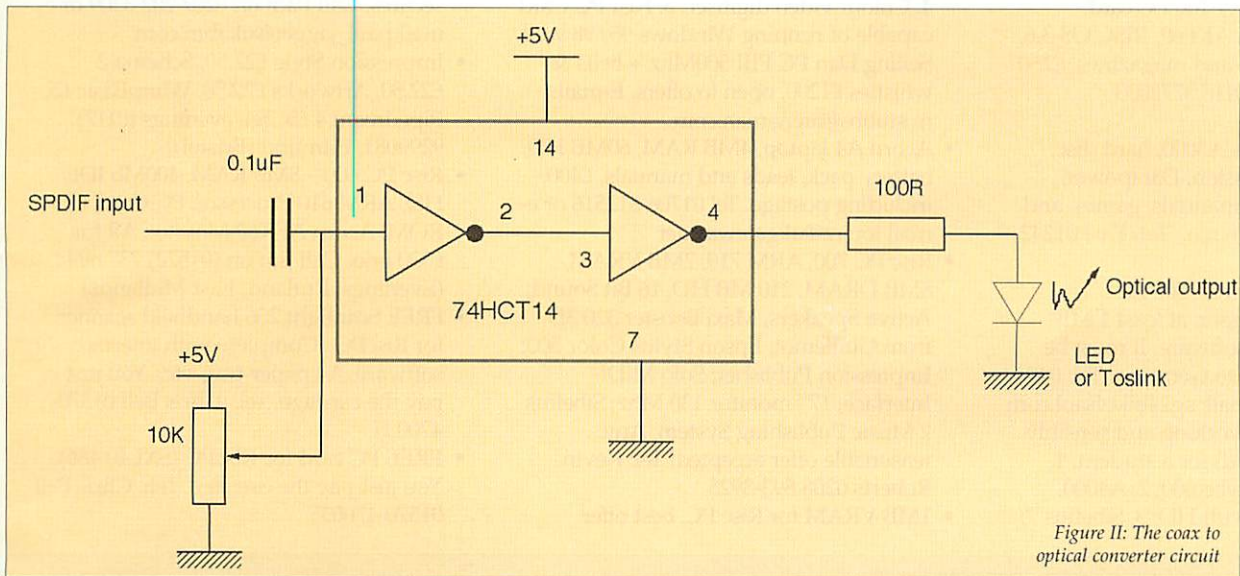 +5V
14
0.1uF
SPDIF input
1
2
3
4
74HCT14
7
100R
Optical output
LED
or Toslink
+5V
10K
Figure II: The coax to
optical converter circuit